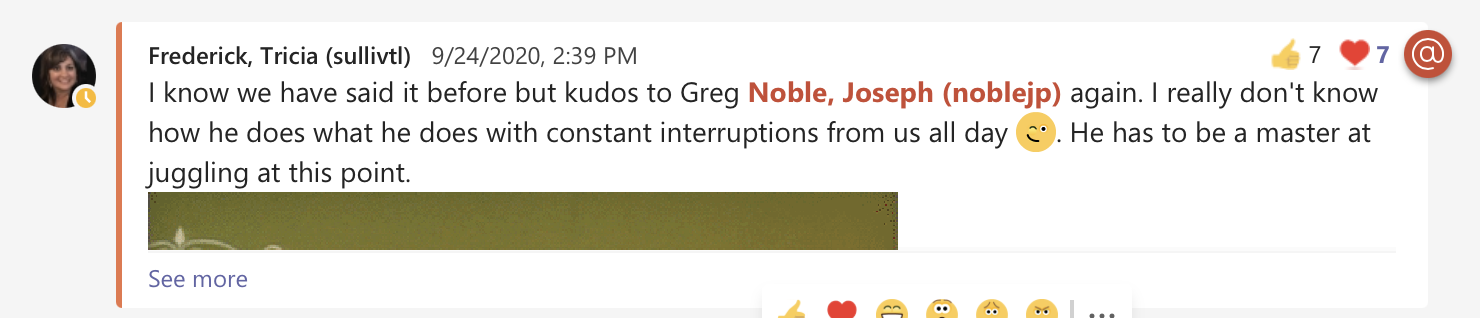 Frederick, Tricia (sullivtl) 9/24/2020, 2:39 PM 👍 7 ❤️ 7 @
I know we have said it before but kudos to Greg Noble, Joseph (noblejp) again. I really don't know
how he does what he does with constant interruptions from us all day 😉. He has to be a master at
juggling at this point.
See more